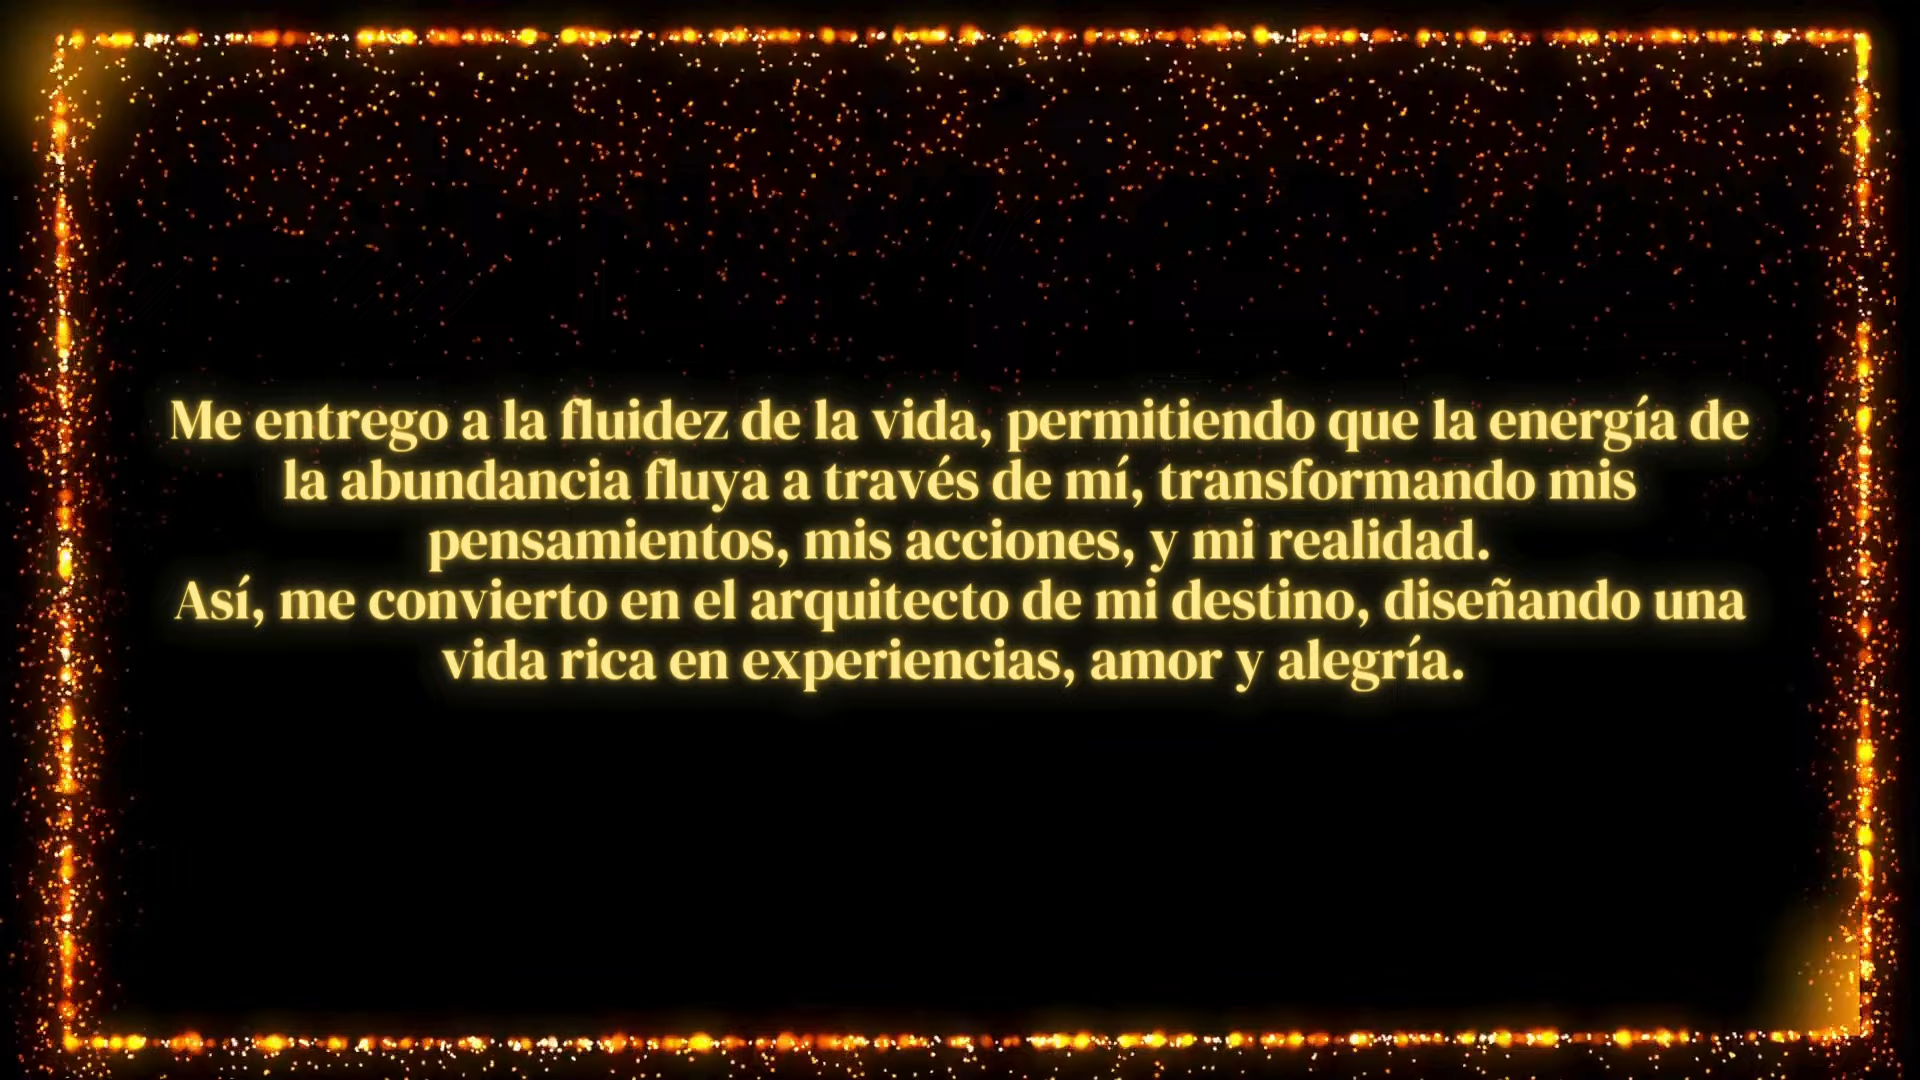 Me entrego a la fluidez de la vida, permitiendo que la energía de
la abundancia fluya a través de mí, transformando mis
pensamientos, mis acciones, y mi realidad.
Así, me convierto en el arquitecto de mi destino, diseñando una
vida rica en experiencias, amor y alegría.